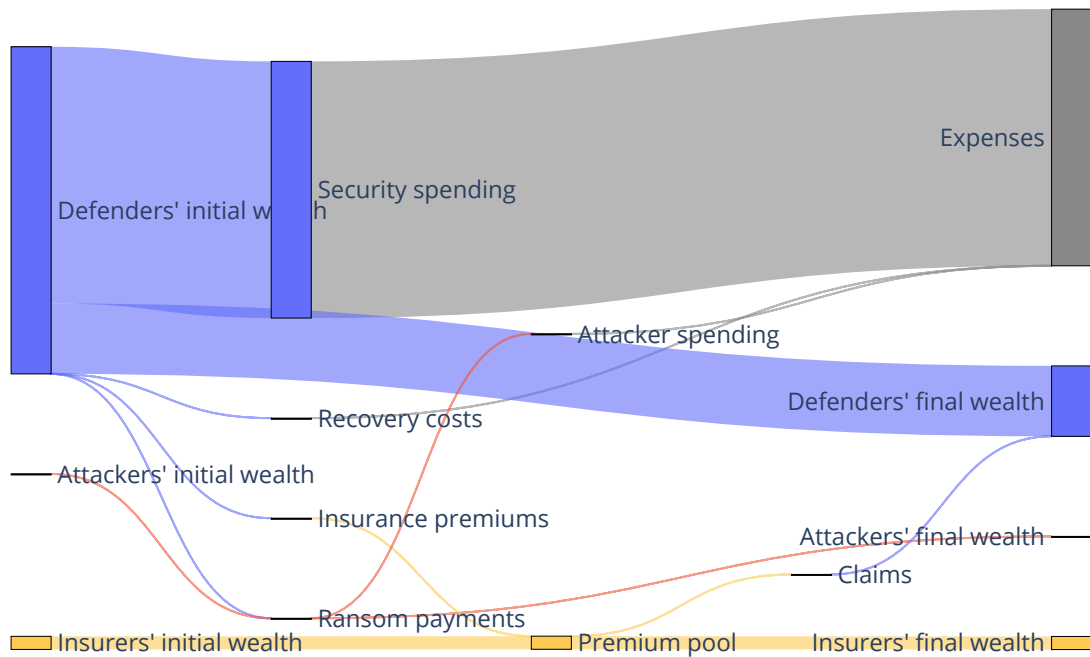 Expenses
Security spending
Defenders' initial wealth
Attacker spending
Defenders' final wealth
Recovery costs
Attackers' initial wealth
Insurance premiums
Attackers' final wealth
Claims
Ransom payments
Insurers' initial wealth
Premium pool
Insurers' final wealth